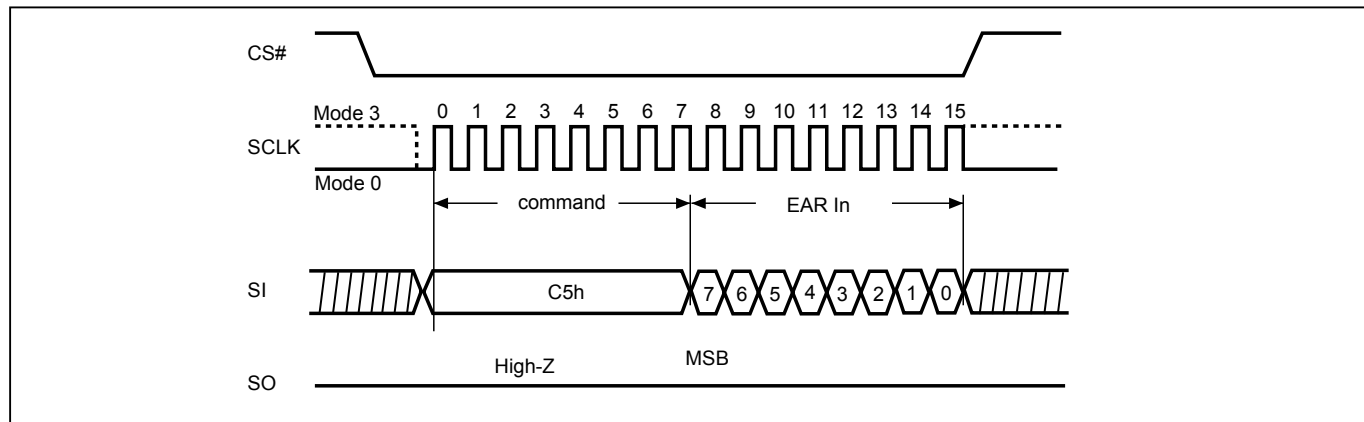 CS#
Mode 3 0 1 2 3 4 5 6 7 8 9 10 11 12 13 14 15
SCLK
Mode 0
command EAR In
SI C5h 7 6 5 4 3 2 1 0
High-Z MSB
SO